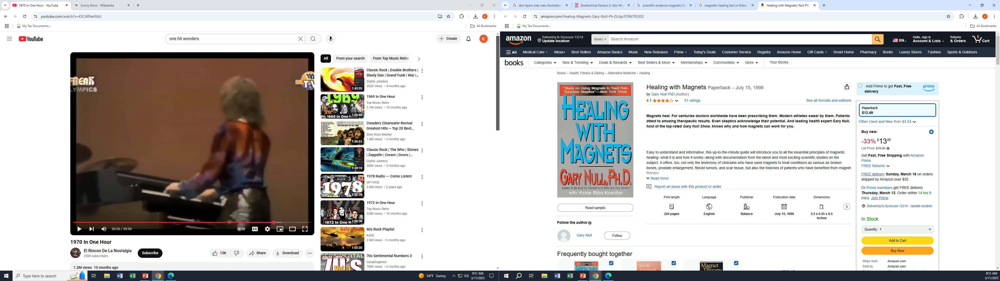 1970 In One Hour - YouTube
Sonny Bono - Wikipedia
youtube.com/watch?v=K5C4BYeASbU
My Tax Documents...
All Bookmarks
YouTube
one hit wonders
Create
K
FREAK
LYMPICS
192
TV
50:26 / 59:50
1970 In One Hour
El Rincon De La Nostalgia
250K subscribers
Subscribe
13K
Share
Download
1.2M views 10 months ago
All
From your search
From Top Music Retro
1:43:05
Classic Rock | Doobie Brothers |
Steely Dan | Grand Funk | War |...
Digital Jukebox
302K views • 4 months ago
1969
1969 In One H
1:00:44
1969 In One Hour
Top Music Retro
2.1M views • 10 months ago
1:36:41
Creaders Clearwater Revival
Greatest Hits ~ Top 20 Best...
Slow Rock Medley
1.4M views • 3 months ago
1:28:10
Classic Rock | The Who | Stones
| Zeppelin | Cream | Doors |...
Digital Jukebox
280K views • 5 months ago
1978
2:50:26
1978 Radio --- Come Listen!
MY1VICE
2.6M views • 2 years ago
1972
1972 In One H
1:00:26
1972 In One Hour
Top Music Retro
328K views • 10 months ago
60s Rock
1:02:35
60s Rock Playlist
KAVE
2.6M views • 6 months ago
SENTIMENTAL
70's
Vol.3
70s Sentimental Numbers 3
CasaDiogenes
789K views • 6 months ago
Type here to search
54°F Sunny
9:51 AM
3/11/2025
skin layers side view illustration
Bioelectrical Factors in Skin Wo
scientific evidence magnetic fie
magnetic healing fact or fiction
Healing with Magnets: Null PhD
amazon.com/Healing-Magnets-Gary-Null-Ph-D/dp/0786705302
My Tax Documents...
All Bookmarks
amazon
Delivering to Syracuse 13214
Update location
Books
Search Amazon
EN
Hello, sign in
Account & Lists
Returns
& Orders
0
Cart
All
Medical Care
Alexa+
Best Sellers
Amazon Basics
Music
New Releases
Prime
Today's Deals
Customer Service
Registry
Amazon Home
Gift Cards
Smart Home
Pharmacy
Books
Luxury Stores
Fashion
Sports & Outdoors
books
Categories
New & Trending
Deals & Rewards
Best Sellers & More
Memberships
Communities
More
Your Books
Books › Health, Fitness & Dieting › Alternative Medicine › Healing
"Study on Using Magnets to Treat Pain
Surprises Skeptics"—New York Times
HEALING
WITH
MAGNETS
GARY NULL, PH.D.
Author of Be Kind To Yourself and Who Are You, Really?
with Vickie Riba Koestler
Read sample
Follow the author
Gary Null
Follow
Healing with Magnets Paperback – July 15, 1998
by Gary Null PhD (Author)
4.1
51 ratings
See all formats and editions
Magnets heal. For centuries doctors worldwide have been prescribing them. Modern athletes swear by them. Patients
attest to amazing therapeutic results. Even skeptics acknowledge their potential. And leading health expert Gary Null,
host of the top-rated Gary Null Show, knows why and how magnets can work for you.
Easy to understand and informative, this up-to-the-minute guide will introduce you to all the essential principles of magnetic
healing--what it is and how it works--along with documentation from the latest and most exciting scientific studies on the
subject. It offers, too, not only the testimony of clinicians who have used magnets to treat conditions as various as broken
bones, prostate enlargement, fibroid tumors, and scar tissue, but also the histories of patients who have benefited from magnet
therapy.
Read more
Report an issue with this product or seller
Print length
224 pages
Language
English
Publisher
Balance
Publication date
July 15, 1998
Dimensions
5.5 x 0.55 x 8.5
inches
Frequently bought together
HEALING
Do-It-
Yourself
Magnet
Therapy
Add Prime to get Fast, Free
delivery
prime
Paperback
$13.49
Other Used and New from $3.24
Buy new:
-33% $13 49
List Price: $19.99
Get Fast, Free Shipping with Amazon
Prime
FREE Returns
FREE delivery Sunday, March 16 on orders
shipped by Amazon over $35
Or Prime members get FREE delivery
Thursday, March 13. Order within 14 hrs 9
mins. Join Prime
Delivering to Syracuse 13214 - Update location
In Stock
Quantity: 1
Add to Cart
Buy Now
Ships from
Amazon.com
Sold by
Amazon.com
9:51 AM
3/11/2025